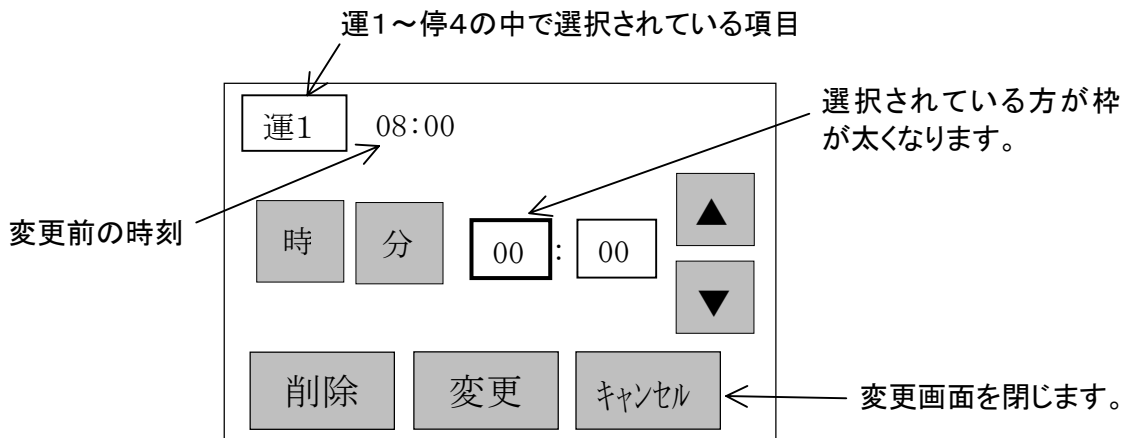 運1～停4の中で選択されている項目
選択されている方が枠
が太くなります。
運1
08:00
変更前の時刻
時
分
00
:
00
▲
▼
削除
変更
ｷｬﾝｾﾙ
変更画面を閉じます。